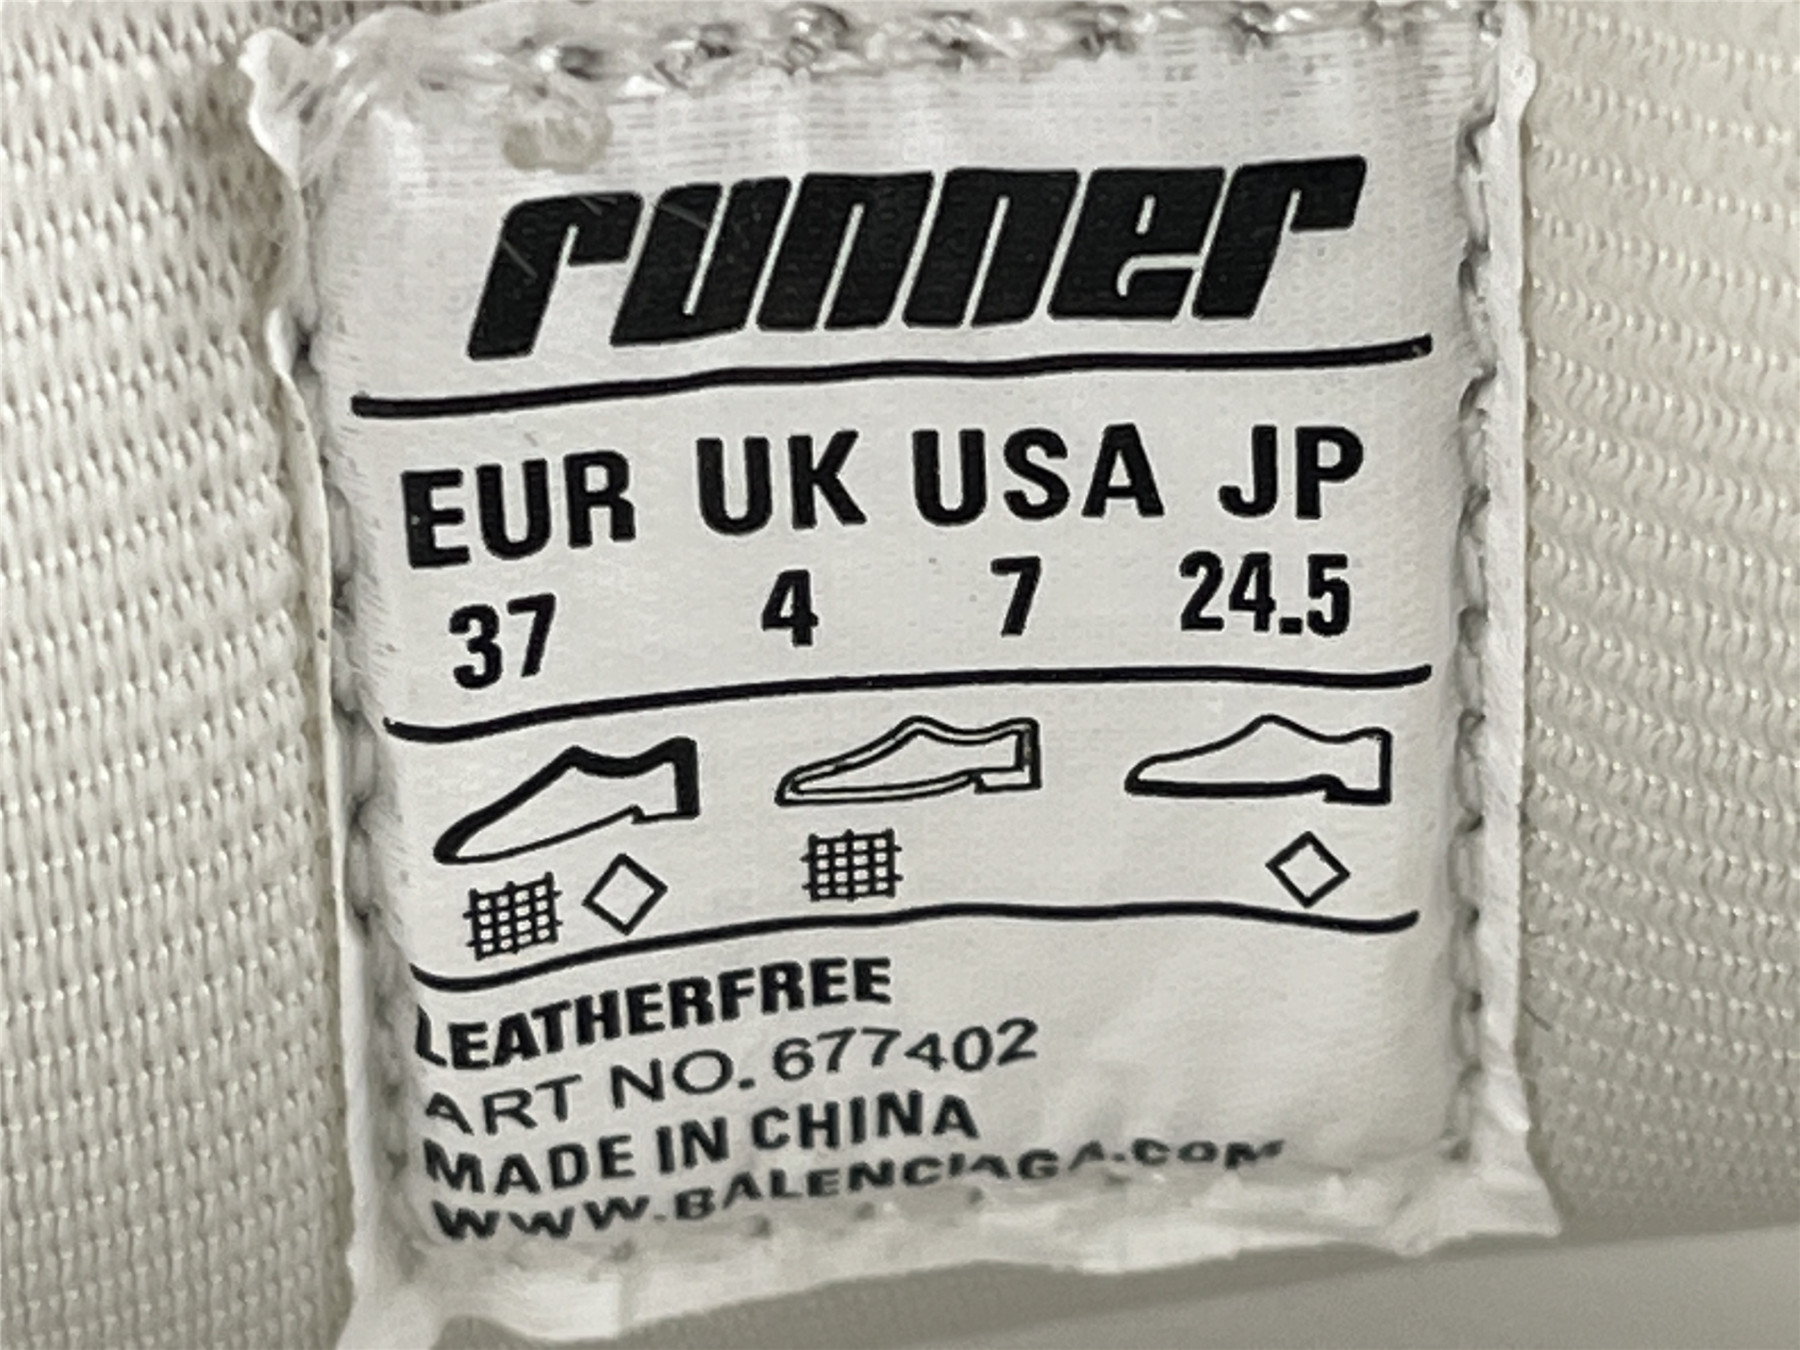 runner
EUR UK USA JP
37 4 7 24.5
LEATHERFREE
ART NO. 677402
MADE IN CHINA
WWW.BALENCIAGA.COM